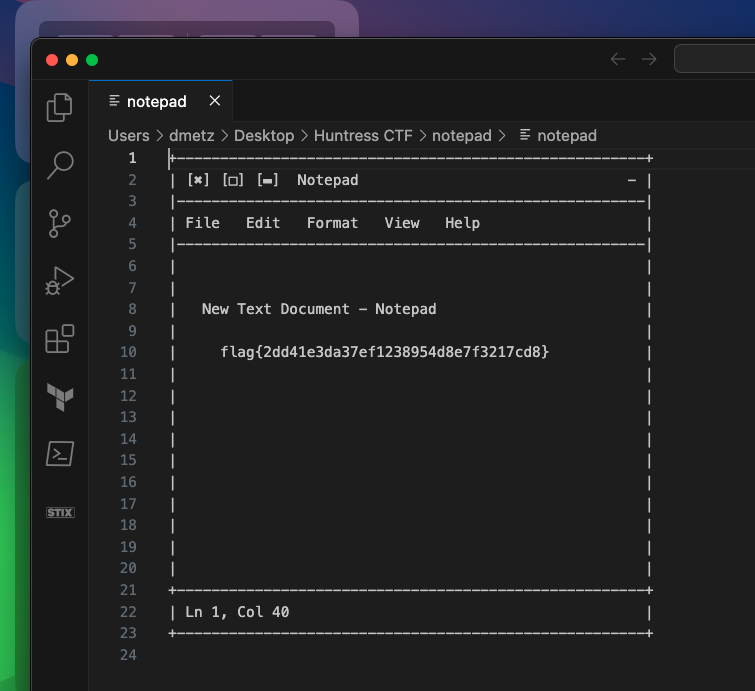 notepad
Users > dmetz > Desktop > Huntress CTF > notepad > notepad
1 +------------------------------------------------------+
2 | [✖] [□] [▬]  Notepad                               - |
3 |------------------------------------------------------|
4 | File   Edit   Format   View   Help                   |
5 |------------------------------------------------------|
6 |                                                      |
7 |                                                      |
8 |   New Text Document - Notepad                        |
9 |                                                      |
10 |     flag{2dd41e3da37ef1238954d8e7f3217cd8}           |
11 |                                                      |
12 |                                                      |
13 |                                                      |
14 |                                                      |
15 |                                                      |
16 |                                                      |
17 |                                                      |
18 |                                                      |
19 |                                                      |
20 |                                                      |
21 +------------------------------------------------------+
22 | Ln 1, Col 40                                         |
23 +------------------------------------------------------+
24
STIX